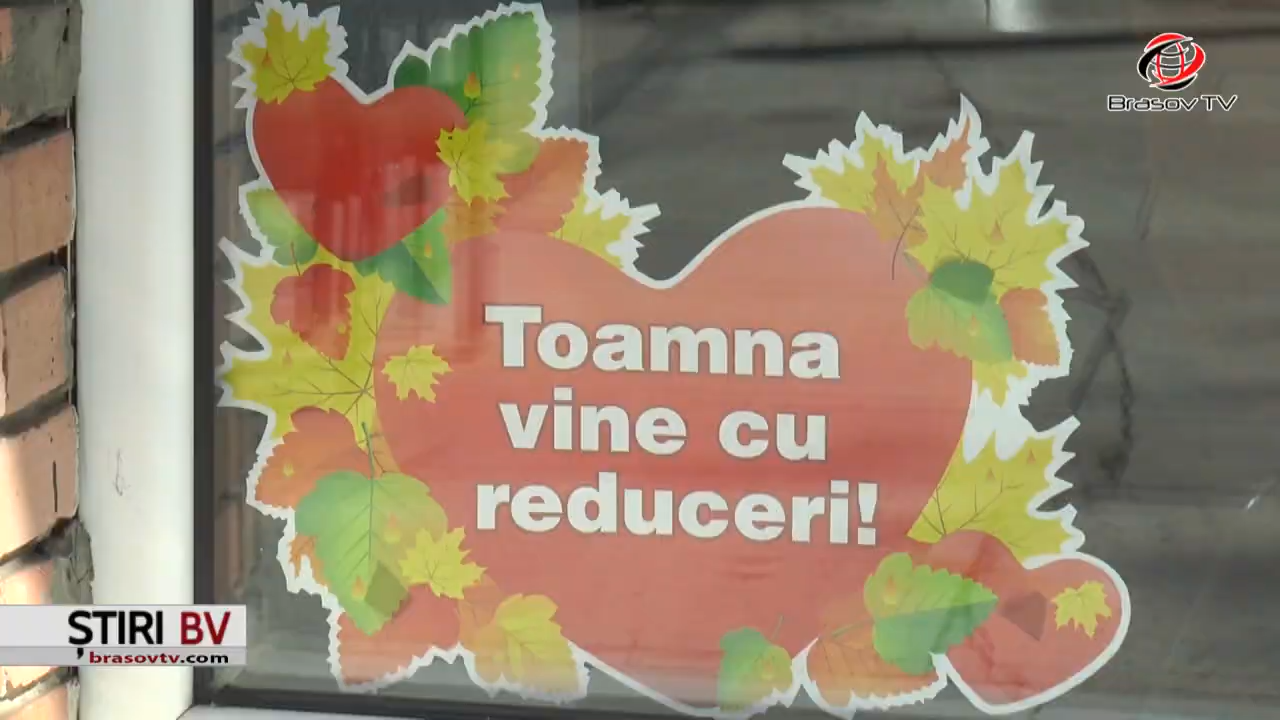 Brasov TV
Toamna
vine cu
reduceri!
ȘTIRI BV
brasovtv.com